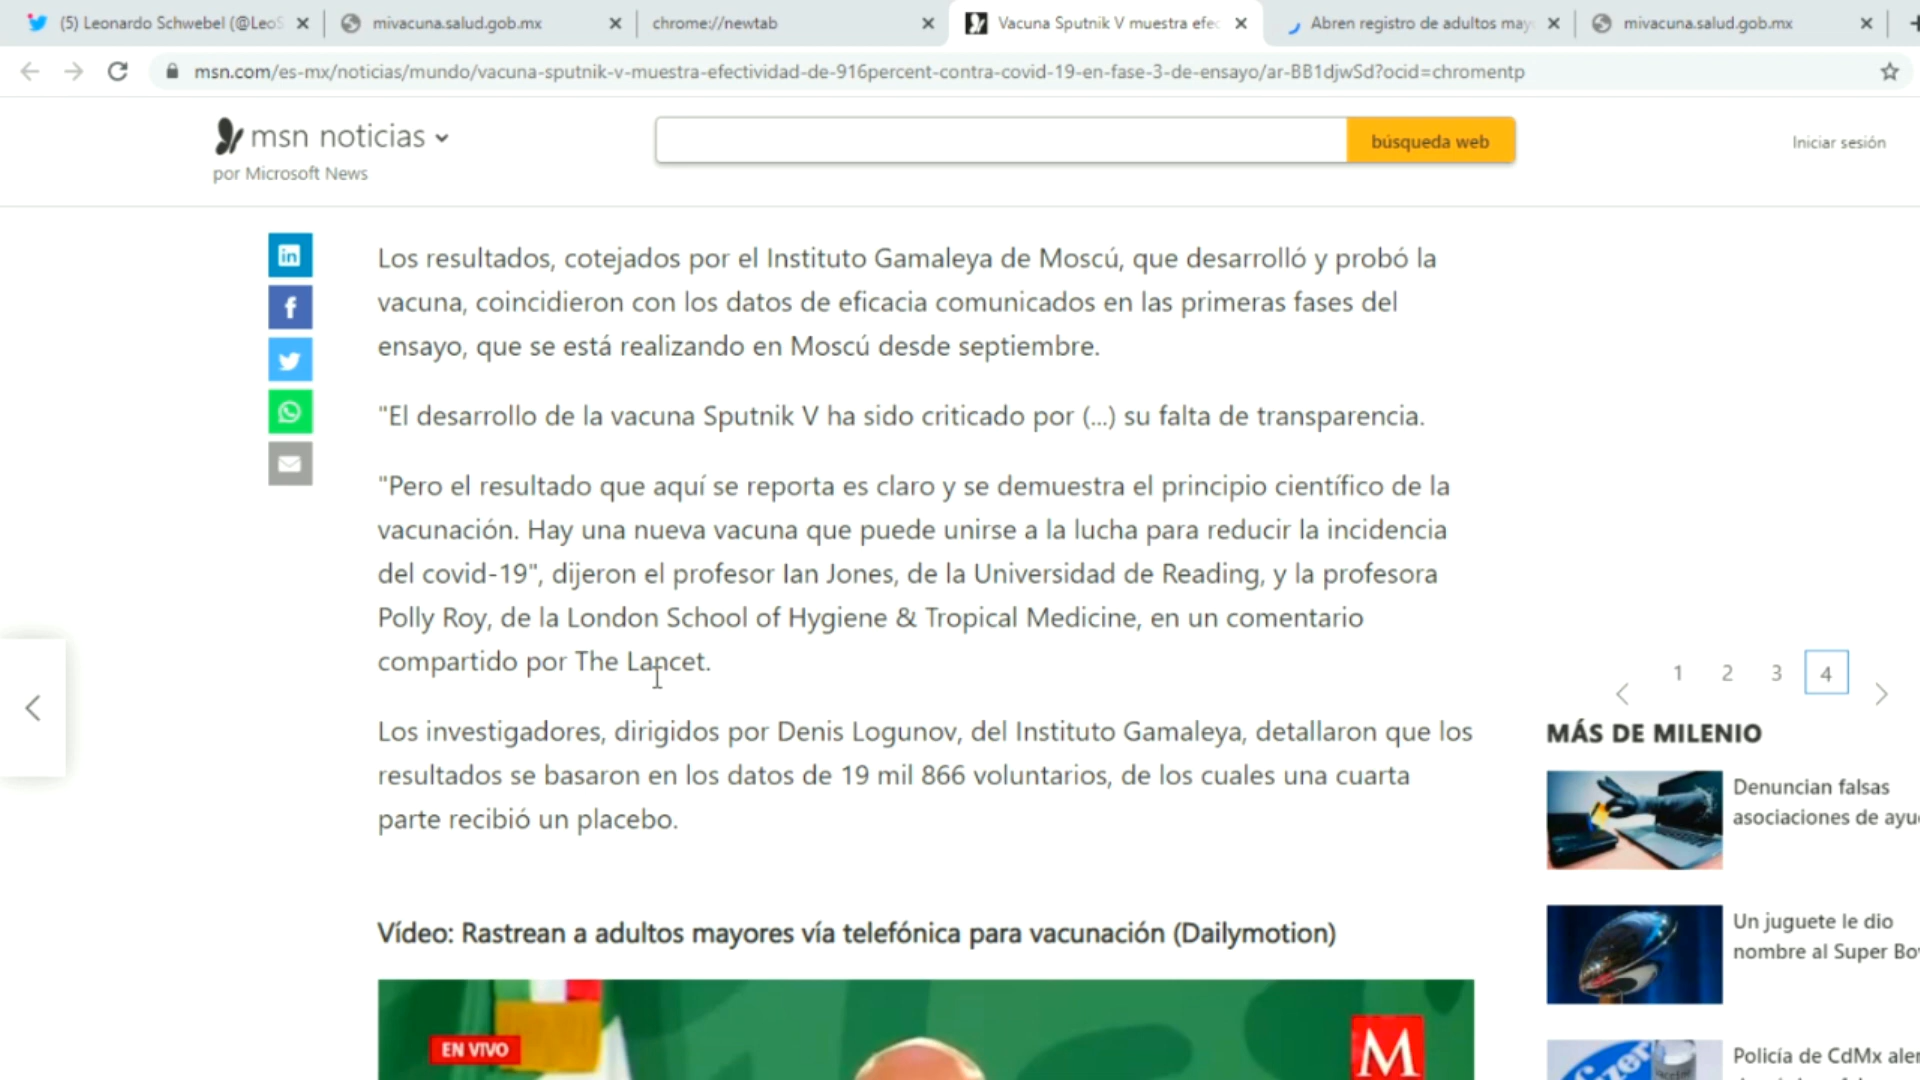 (5) Leonardo Schwebel (@LeoS
mivacuna.salud.gob.mx
chrome://newtab
Vacuna Sputnik V muestra efec
Abren registro de adultos may
mivacuna.salud.gob.mx
msn.com/es-mx/noticias/mundo/vacuna-sputnik-v-muestra-efectividad-de-916percent-contra-covid-19-en-fase-3-de-ensayo/ar-BB1djwSd?ocid=chromentp
msn noticias
por Microsoft News
búsqueda web
Iniciar sesión
Los resultados, cotejados por el Instituto Gamaleya de Moscú, que desarrolló y probó la
vacuna, coincidieron con los datos de eficacia comunicados en las primeras fases del
ensayo, que se está realizando en Moscú desde septiembre.
"El desarrollo de la vacuna Sputnik V ha sido criticado por (...) su falta de transparencia.
"Pero el resultado que aquí se reporta es claro y se demuestra el principio científico de la
vacunación. Hay una nueva vacuna que puede unirse a la lucha para reducir la incidencia
del covid-19", dijeron el profesor Ian Jones, de la Universidad de Reading, y la profesora
Polly Roy, de la London School of Hygiene & Tropical Medicine, en un comentario
compartido por The Lancet.
Los investigadores, dirigidos por Denis Logunov, del Instituto Gamaleya, detallaron que los
resultados se basaron en los datos de 19 mil 866 voluntarios, de los cuales una cuarta
parte recibió un placebo.
Vídeo: Rastrean a adultos mayores vía telefónica para vacunación (Dailymotion)
EN VIVO
M
1 2 3 4
MÁS DE MILENIO
Denuncian falsas
asociaciones de ayu
Un juguete le dio
nombre al Super Bo
Policía de CdMx aler